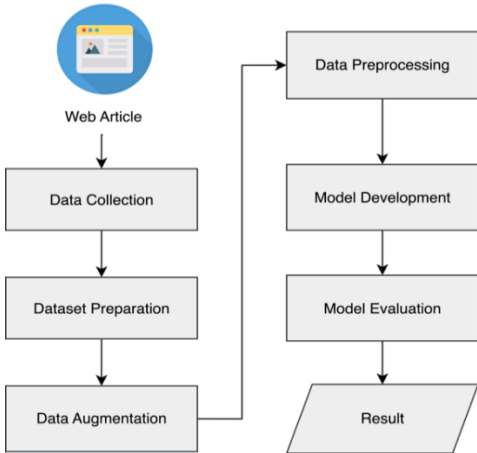 Web Article
Data Collection
Dataset Preparation
Data Augmentation
Data Preprocessing
Model Development
Model Evaluation
Result